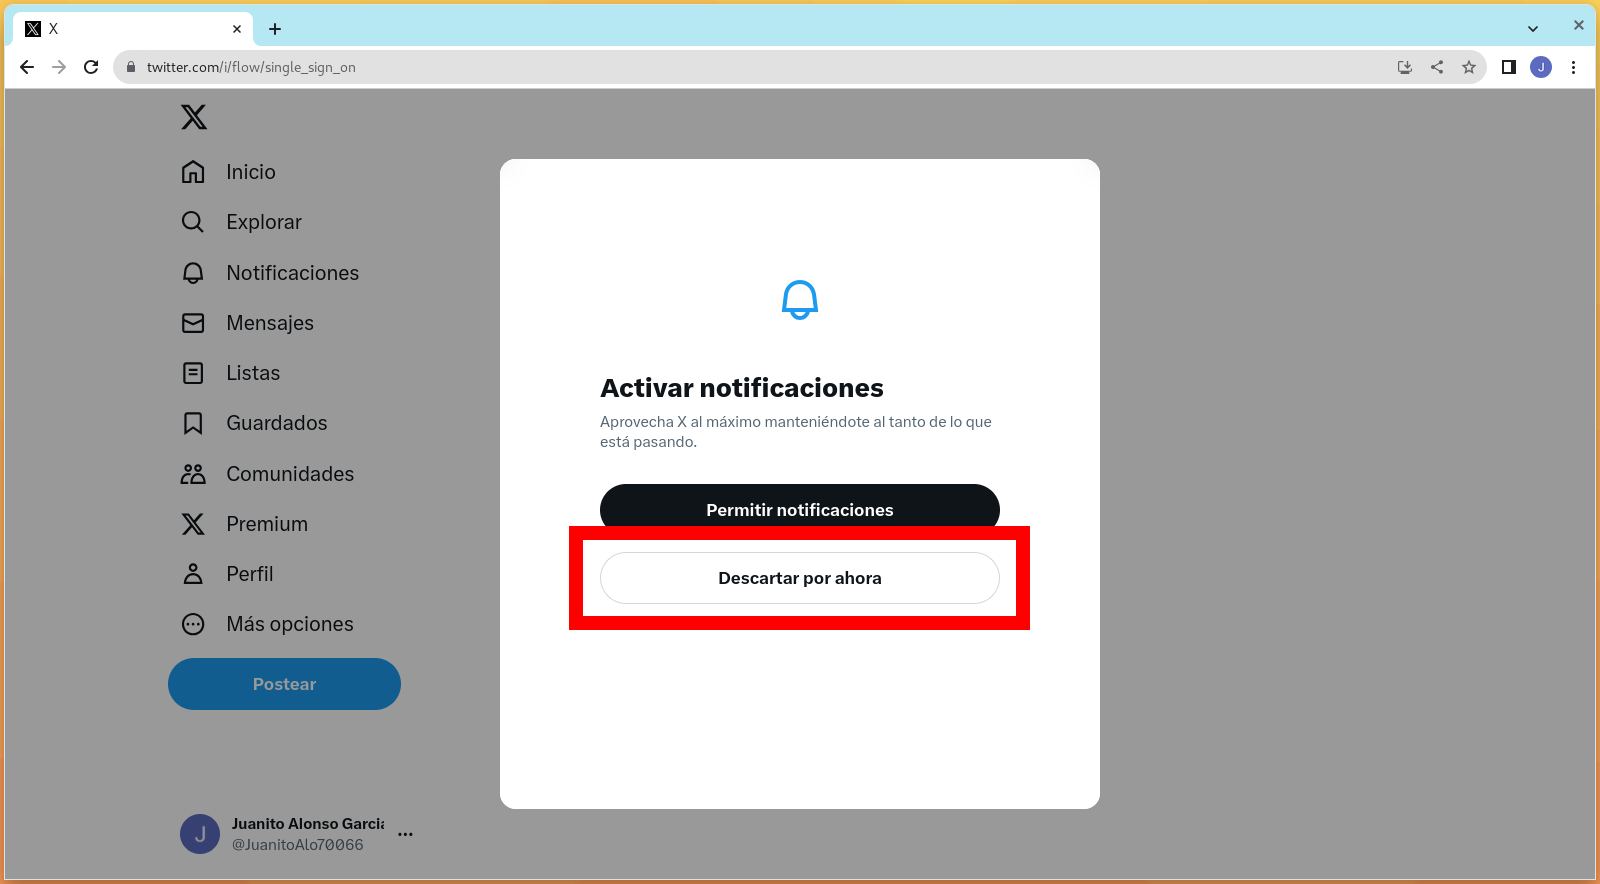 X
twitter.com/i/flow/single_sign_on
J
Inicio
Explorar
Notificaciones
Mensajes
Listas
Guardados
Comunidades
Premium
Perfil
Más opciones
Postear
J
Juanito Alonso Garcia
@JuanitoAlo70066
Activar notificaciones
Aprovecha X al máximo manteniéndote al tanto de lo que
está pasando.
Permitir notificaciones
Descartar por ahora